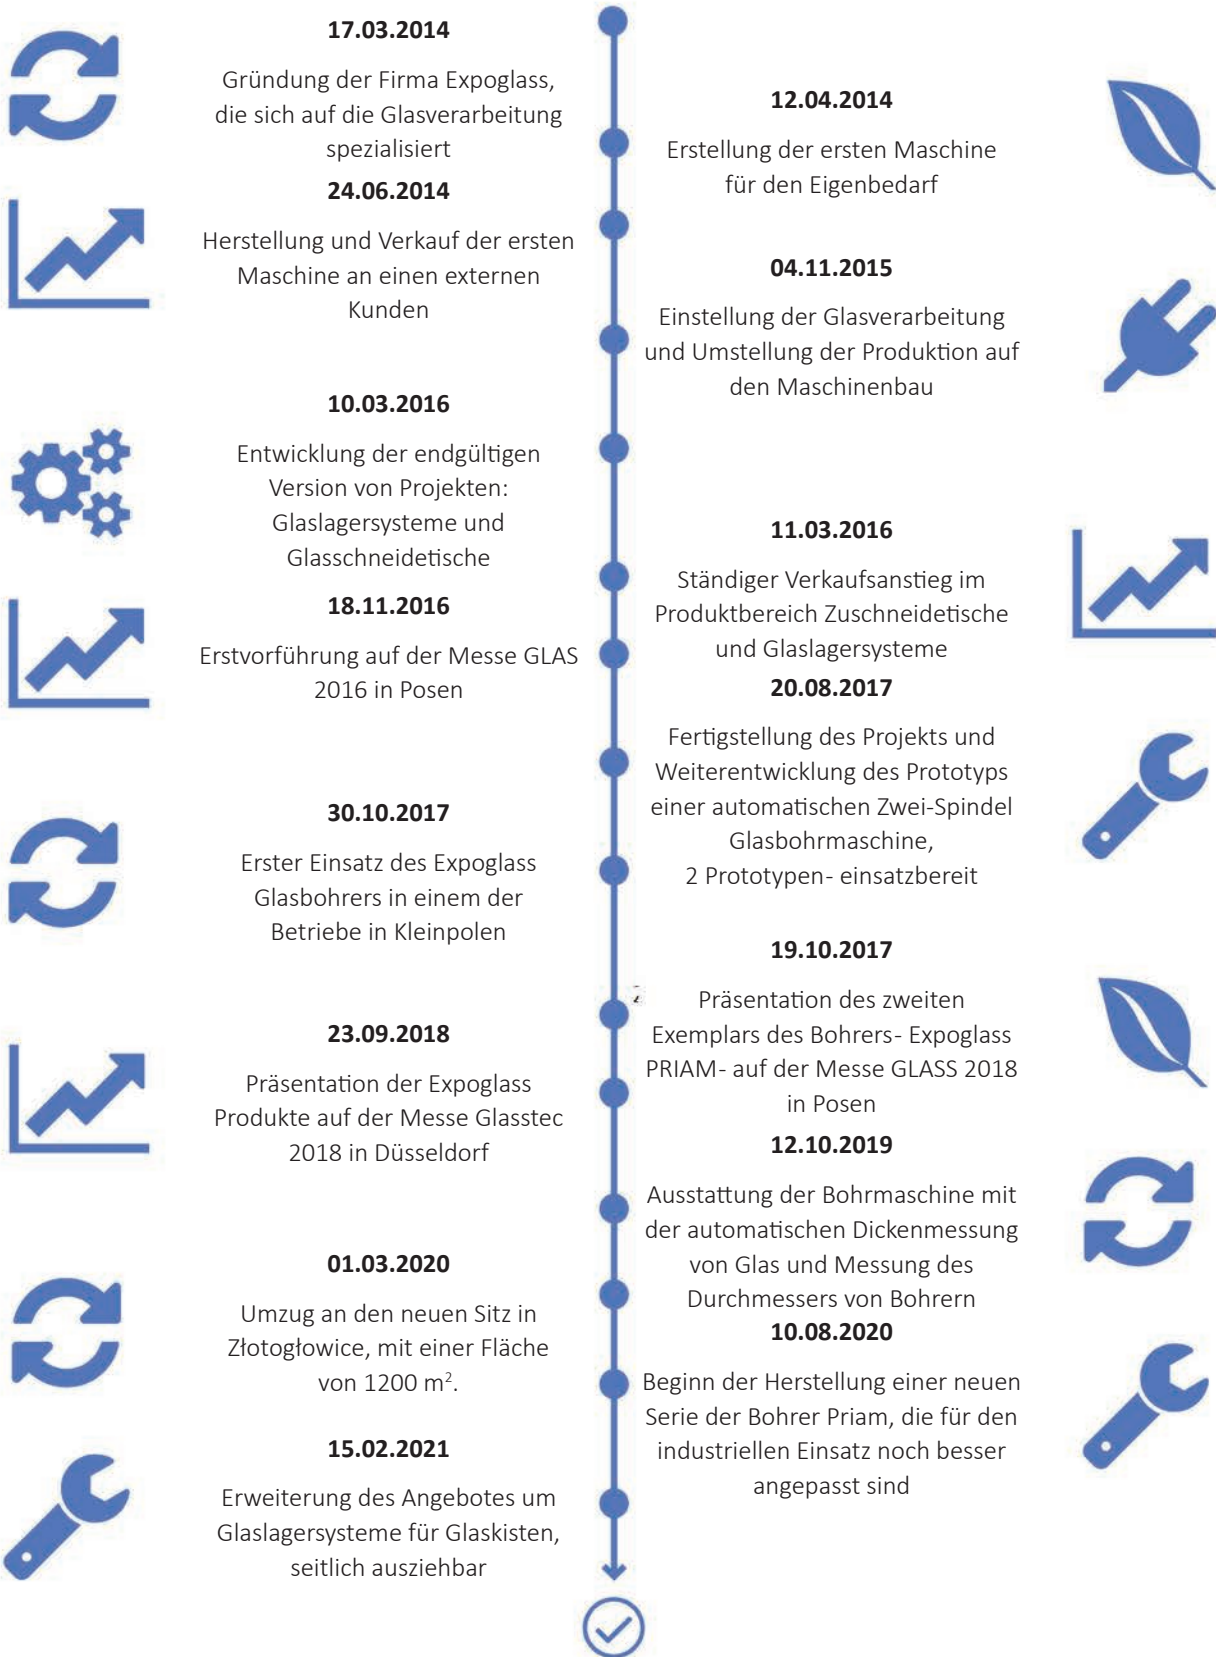 17.03.2014
Gründung der Firma Expoglass,
die sich auf die Glasverarbeitung
spezialisiert
12.04.2014
Erstellung der ersten Maschine
für den Eigenbedarf
24.06.2014
Herstellung und Verkauf der ersten
Maschine an einen externen
Kunden
04.11.2015
Einstellung der Glasverarbeitung
und Umstellung der Produktion auf
den Maschinenbau
10.03.2016
Entwicklung der endgültigen
Version von Projekten:
Glaslagersysteme und
Glasschneidetische
11.03.2016
Ständiger Verkaufsanstieg im
Produktbereich Zuschneidetische
und Glaslagersysteme
18.11.2016
Erstvorführung auf der Messe GLAS
2016 in Posen
20.08.2017
Fertigstellung des Projekts und
Weiterentwicklung des Prototyps
einer automatischen Zwei-Spindel
Glasbohrmaschine,
2 Prototypen- einsatzbereit
30.10.2017
Erster Einsatz des Expoglass
Glasbohrers in einem der
Betriebe in Kleinpolen
19.10.2017
Präsentation des zweiten
Exemplars des Bohrers- Expoglass
PRIAM- auf der Messe GLASS 2018
in Posen
23.09.2018
Präsentation der Expoglass
Produkte auf der Messe Glasstec
2018 in Düsseldorf
12.10.2019
Ausstattung der Bohrmaschine mit
der automatischen Dickenmessung
von Glas und Messung des
Durchmessers von Bohrern
01.03.2020
Umzug an den neuen Sitz in
Złotogłowice, mit einer Fläche
von 1200 m².
10.08.2020
Beginn der Herstellung einer neuen
Serie der Bohrer Priam, die für den
industriellen Einsatz noch besser
angepasst sind
15.02.2021
Erweiterung des Angebotes um
Glaslagersysteme für Glaskisten,
seitlich ausziehbar